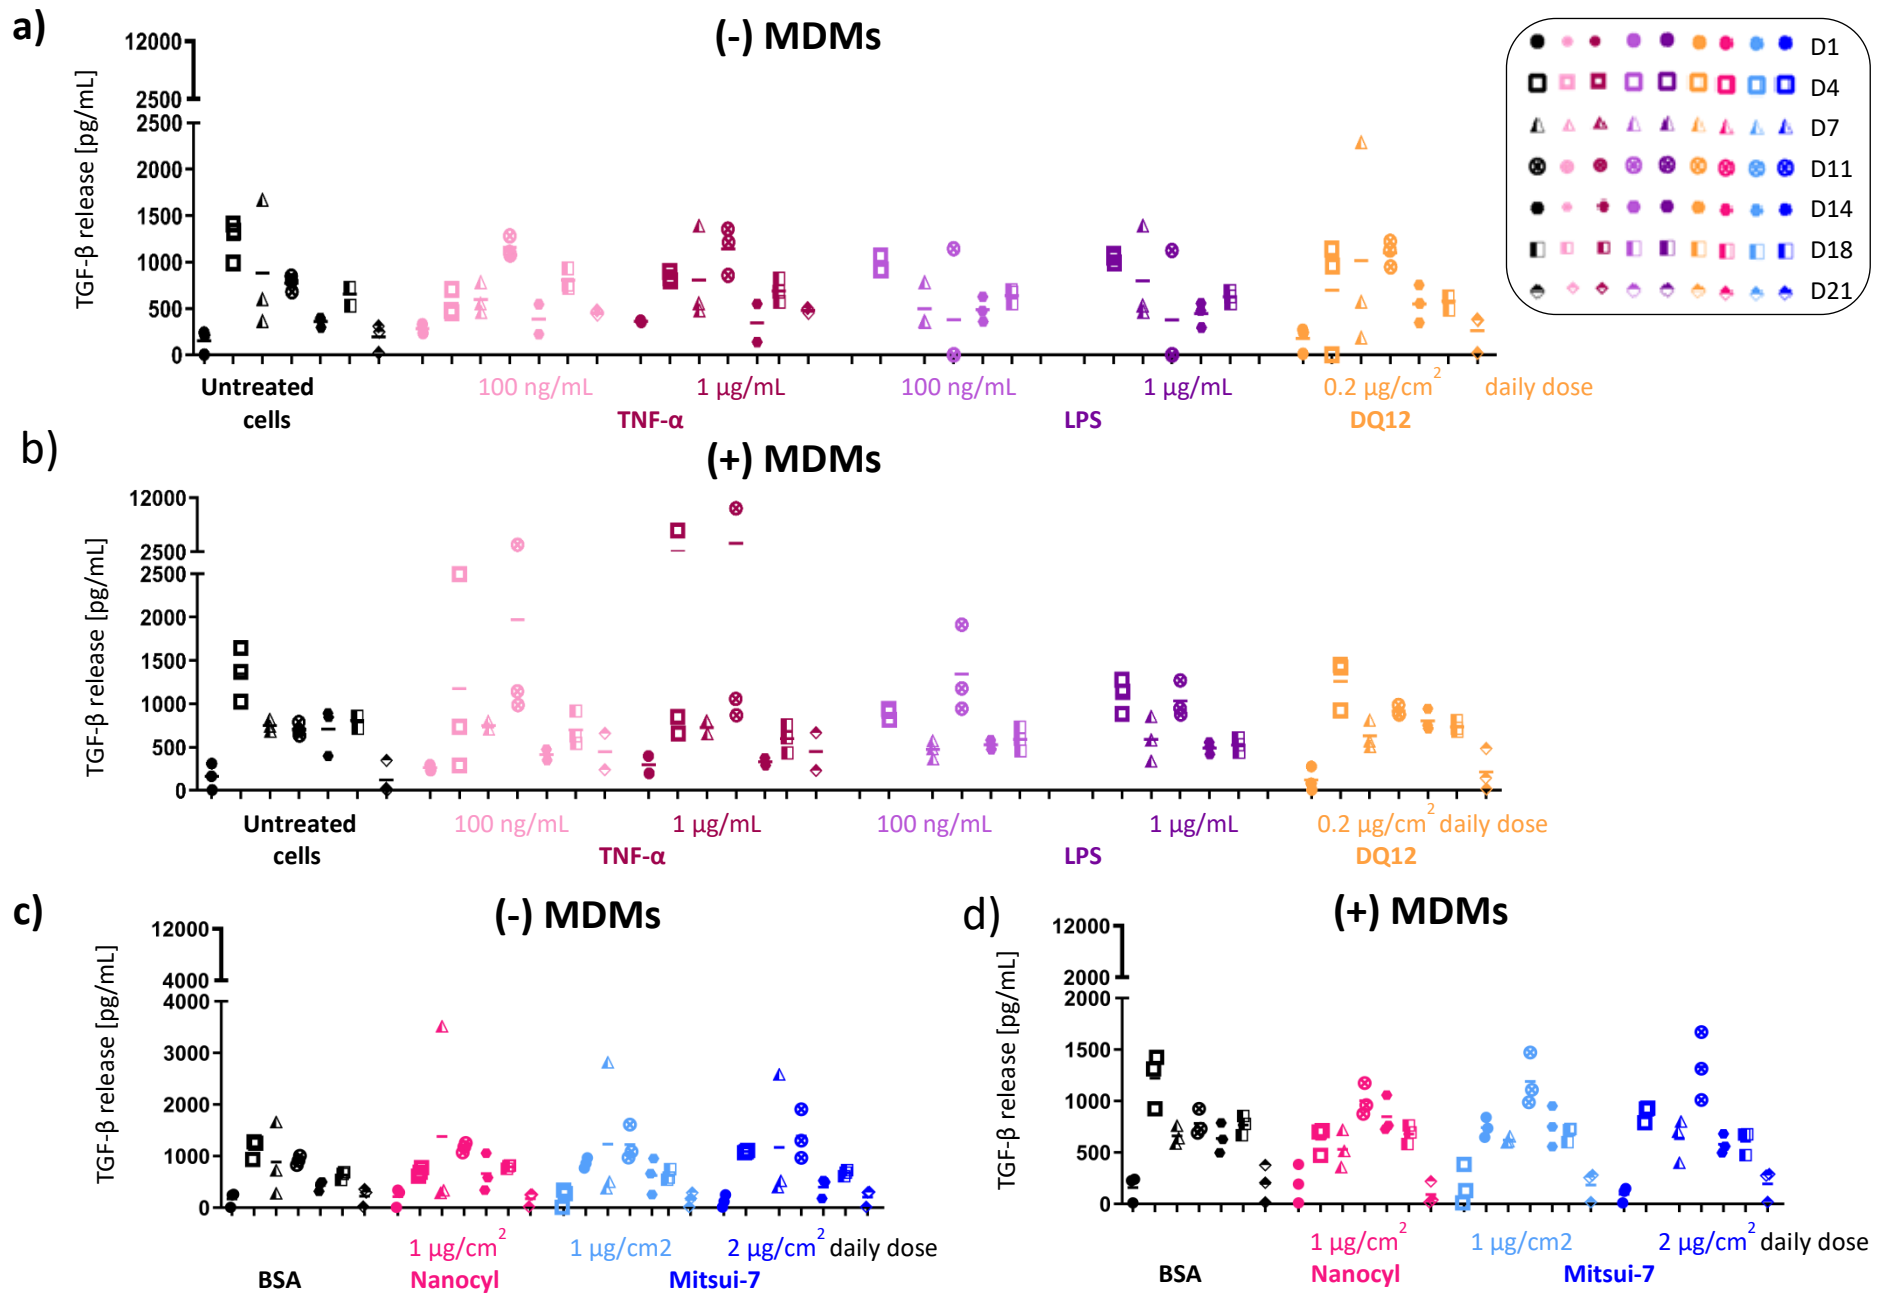 a)
(-) MDMs
12000
2500
2500
2000
1500
1000
500
0
TGF-β release [pg/mL]
Untreated
cells
100 ng/mL
1 µg/mL
TNF-α
100 ng/mL
1 µg/mL
LPS
0.2 µg/cm2 daily dose
DQ12
D1
D4
D7
D11
D14
D18
D21
b)
(+) MDMs
12000
2500
2500
2000
1500
1000
500
0
TGF-β release [pg/mL]
Untreated
cells
100 ng/mL
1 µg/mL
TNF-α
100 ng/mL
1 µg/mL
LPS
0.2 µg/cm2 daily dose
DQ12
c)
(-) MDMs
12000
4000
4000
3000
2000
1000
0
TGF-β release [pg/mL]
BSA
1 µg/cm2
Nanocyl
1 µg/cm2
2 µg/cm2 daily dose
Mitsui-7
d)
(+) MDMs
12000
2000
2000
1500
1000
500
0
TGF-β release [pg/mL]
BSA
1 µg/cm2
Nanocyl
1 µg/cm2
2 µg/cm2 daily dose
Mitsui-7